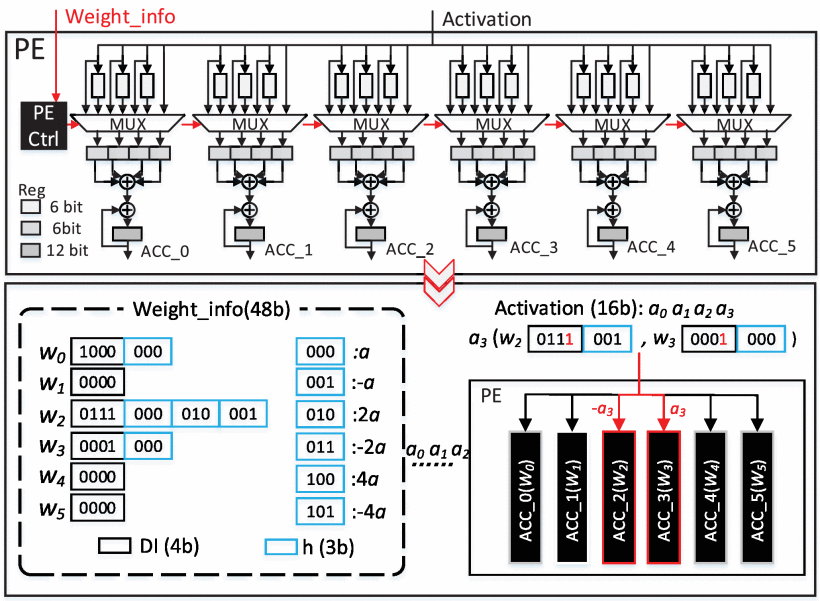 Weight_info
Activation
PE
PE Ctrl
MUX MUX MUX MUX MUX MUX
Reg
6 bit
6bit
12 bit
ACC_0 ACC_1 ACC_2 ACC_3 ACC_4 ACC_5
Weight_info(48b)
w0 1000 000
w1 0000
w2 0111 000 010 001
w3 0001 000
w4 0000
w5 0000
000 :a
001 :-a
010 :2a
011 :-2a
100 :4a
101 :-4a
DI (4b) h (3b)
a0 a1 a2
Activation (16b): a0 a1 a2 a3
a3 (w2 0111 001 , w3 0001 000 )
PE
-a3 a3
ACC_0(W0)
ACC_1(W1)
ACC_2(W2)
ACC_3(W3)
ACC_4(W4)
ACC_5(W5)